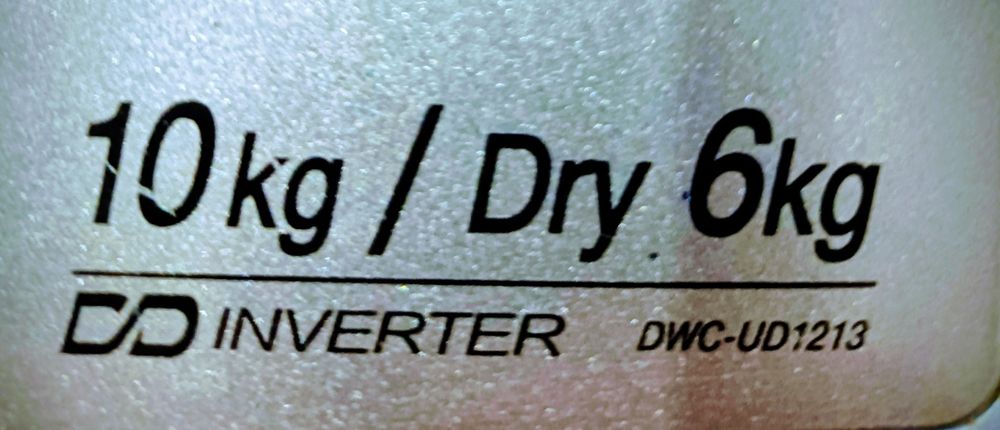 10kg / Dry 6kg
DD INVERTER DWC-UD1213